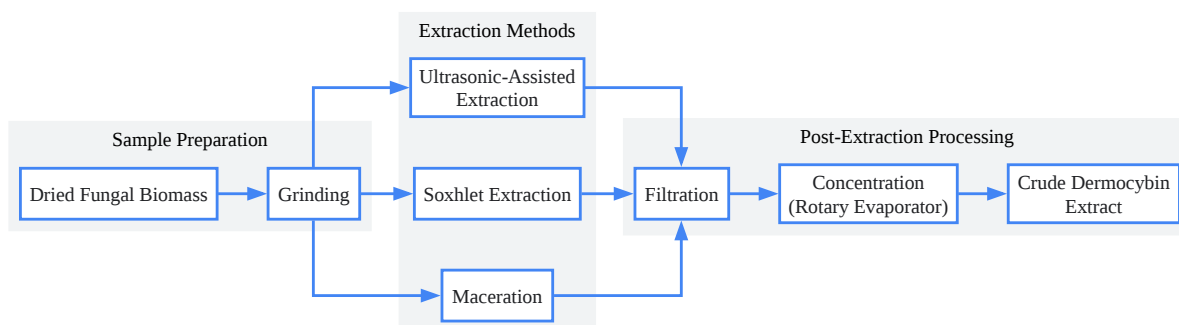 Extraction Methods
Ultrasonic-Assisted
Extraction
Sample Preparation
Post-Extraction Processing
Dried Fungal Biomass
Grinding
Soxhlet Extraction
Filtration
Concentration
(Rotary Evaporator)
Crude Dermocybin
Extract
Maceration